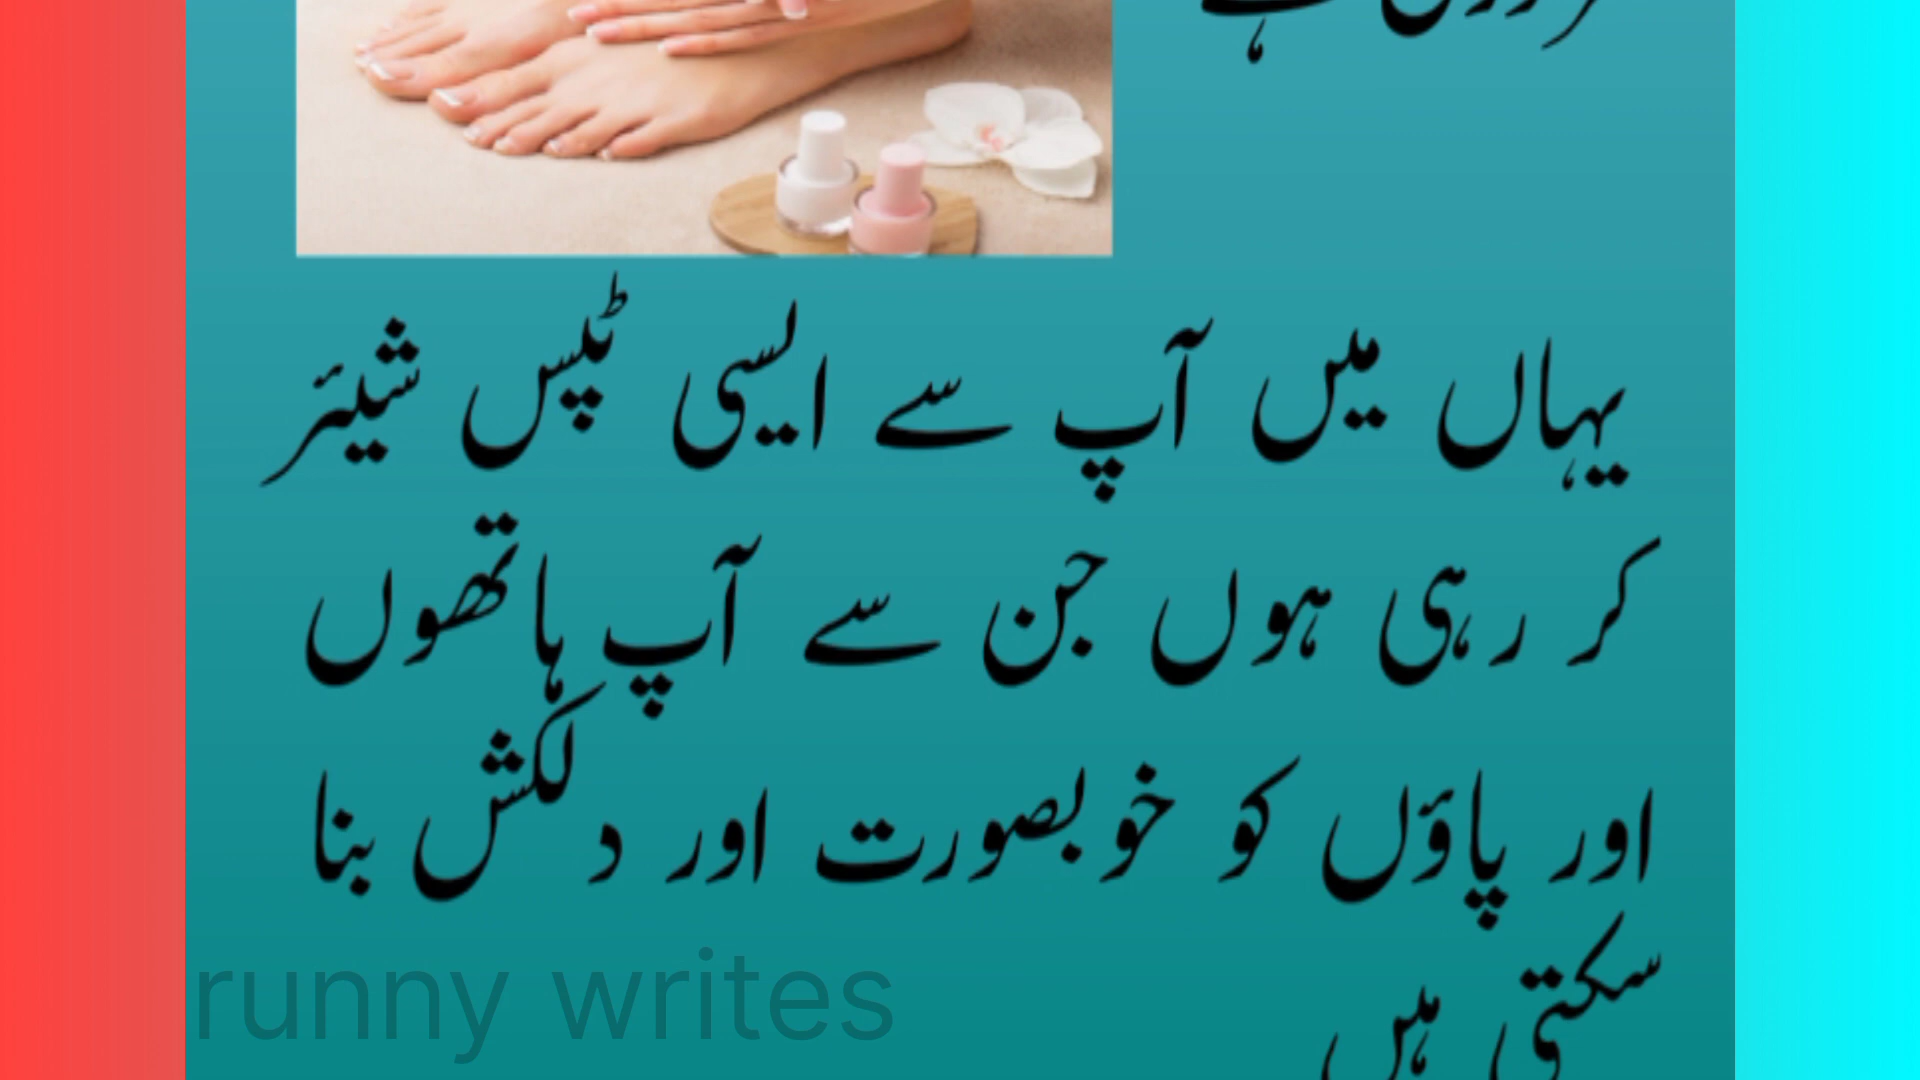 ہے
یہاں میں آپ سے ایسی ٹپس شیئر
کر رہی ہوں جن سے آپ ہاتھوں
اور پاؤں کو خوبصورت اور دلکش بنا
سکتی ہیں
runny writes